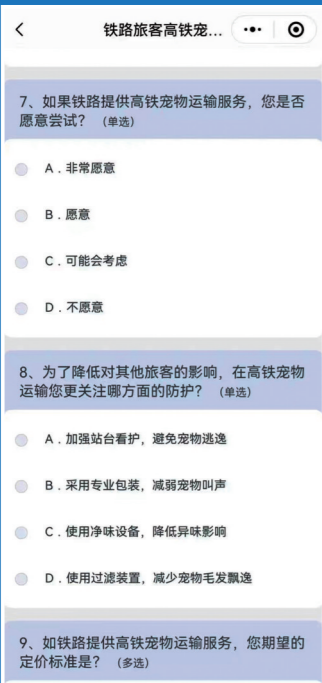 铁路旅客高铁宠...
7、如果铁路提供高铁宠物运输服务，您是否
愿意尝试？（单选）
A．非常愿意
B．愿意
C．可能会考虑
D．不愿意
8、为了降低对其他旅客的影响，在高铁宠物
运输您更关注哪方面的防护？（单选）
A．加强站台看护，避免宠物逃逸
B．采用专业包装，减弱宠物叫声
C．使用净味设备，降低异味影响
D．使用过滤装置，减少宠物毛发飘逸
9、如铁路提供高铁宠物运输服务，您期望的
定价标准是？（多选）